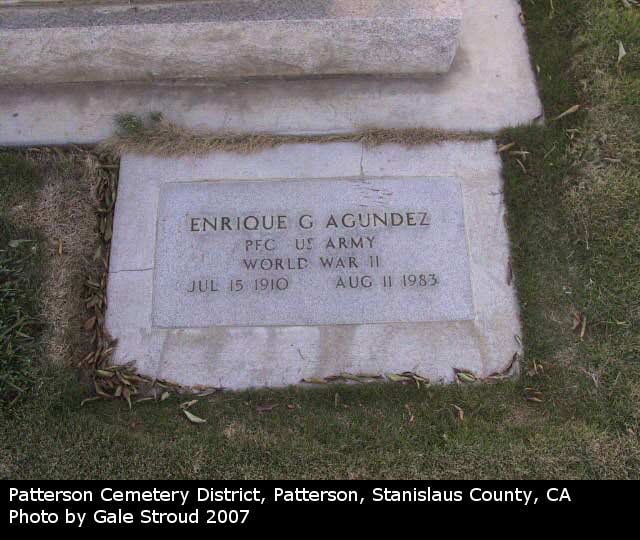 ENRIQUE G AGUNDEZ
PFC US ARMY
WORLD WAR II
JUL 15 1910 AUG 11 1983
Patterson Cemetery District, Patterson, Stanislaus County, CA
Photo by Gale Stroud 2007